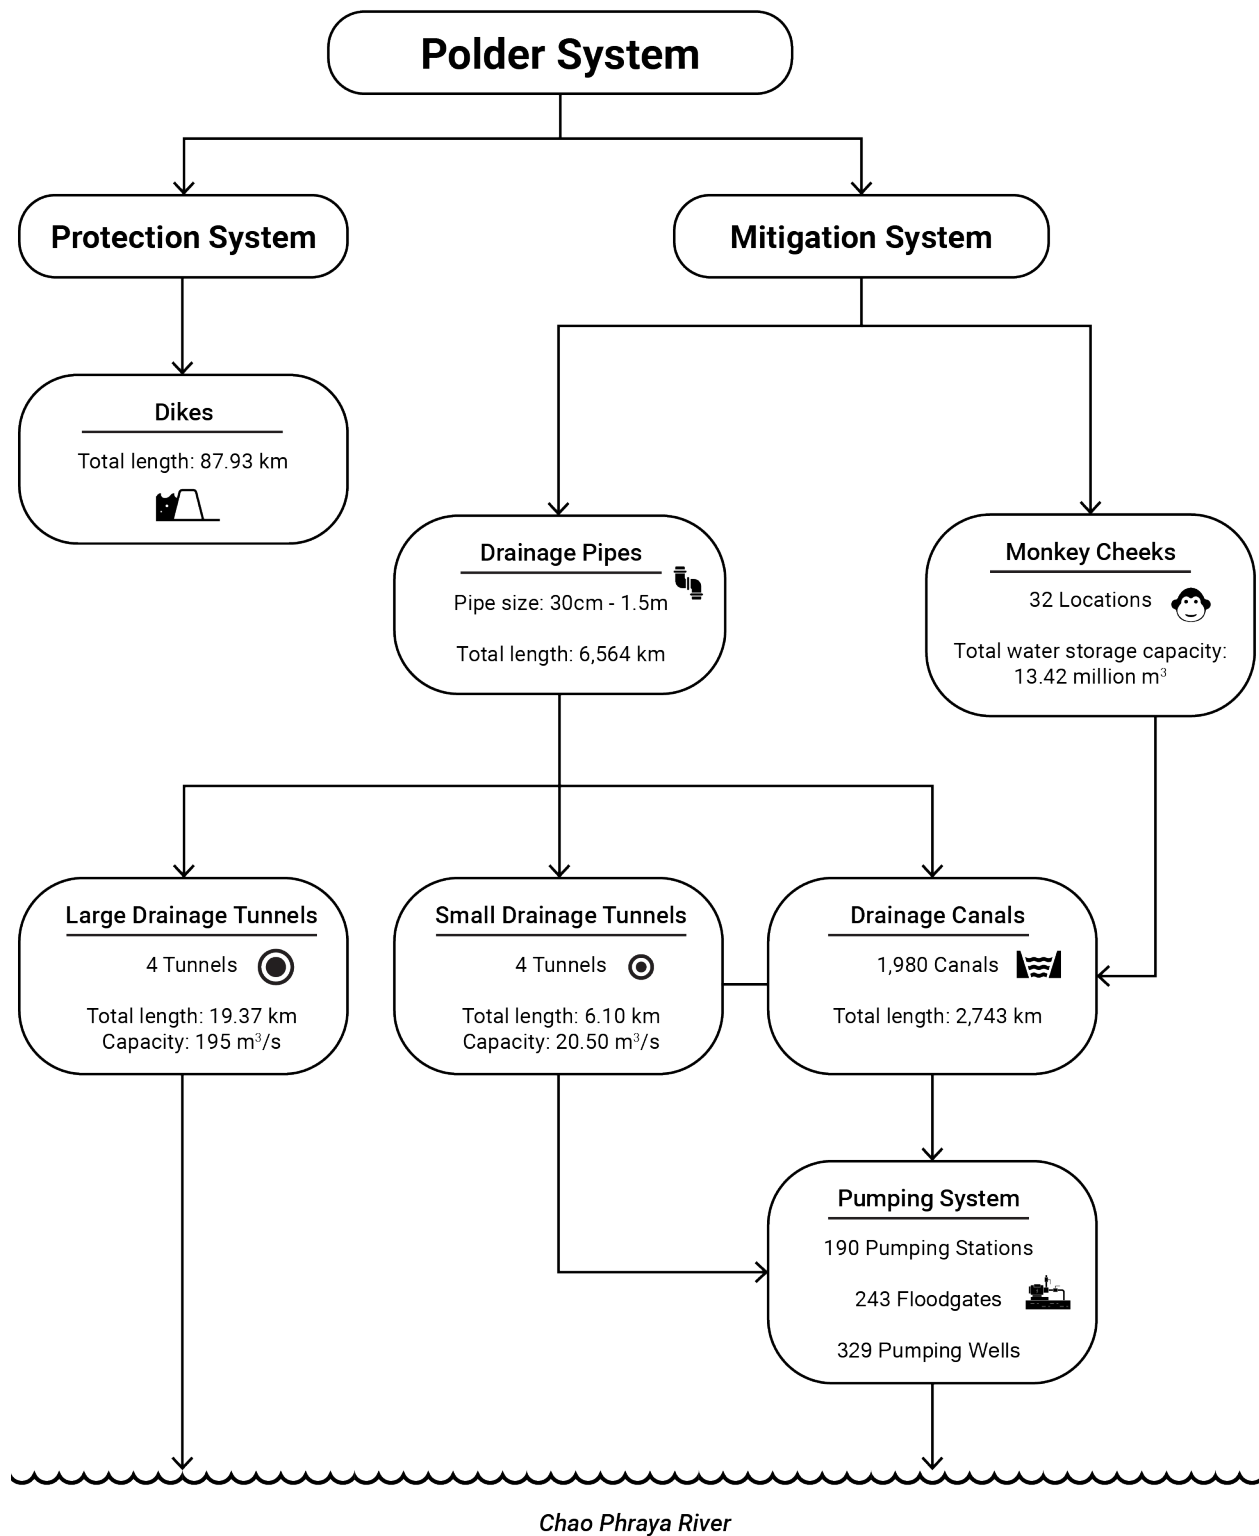 Polder System
Protection System
Mitigation System
Dikes
Total length: 87.93 km
Drainage Pipes
Pipe size: 30cm - 1.5m
Total length: 6,564 km
Monkey Cheeks
32 Locations
Total water storage capacity:
13.42 million m³
Large Drainage Tunnels
4 Tunnels
Total length: 19.37 km
Capacity: 195 m³/s
Small Drainage Tunnels
4 Tunnels
Total length: 6.10 km
Capacity: 20.50 m³/s
Drainage Canals
1,980 Canals
Total length: 2,743 km
Pumping System
190 Pumping Stations
243 Floodgates
329 Pumping Wells
Chao Phraya River